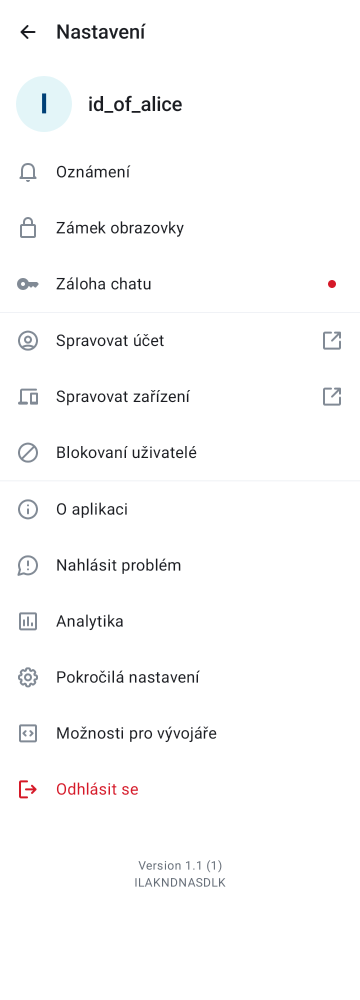 Nastavení
I
id_of_alice
Oznámení
Zámek obrazovky
Záloha chatu
Spravovat účet
Spravovat zařízení
Blokovaní uživatelé
O aplikaci
Nahlásit problém
Analytika
Pokročilá nastavení
Možnosti pro vývojáře
Odhlásit se
Version 1.1 (1)
ILAKNDNASDLK